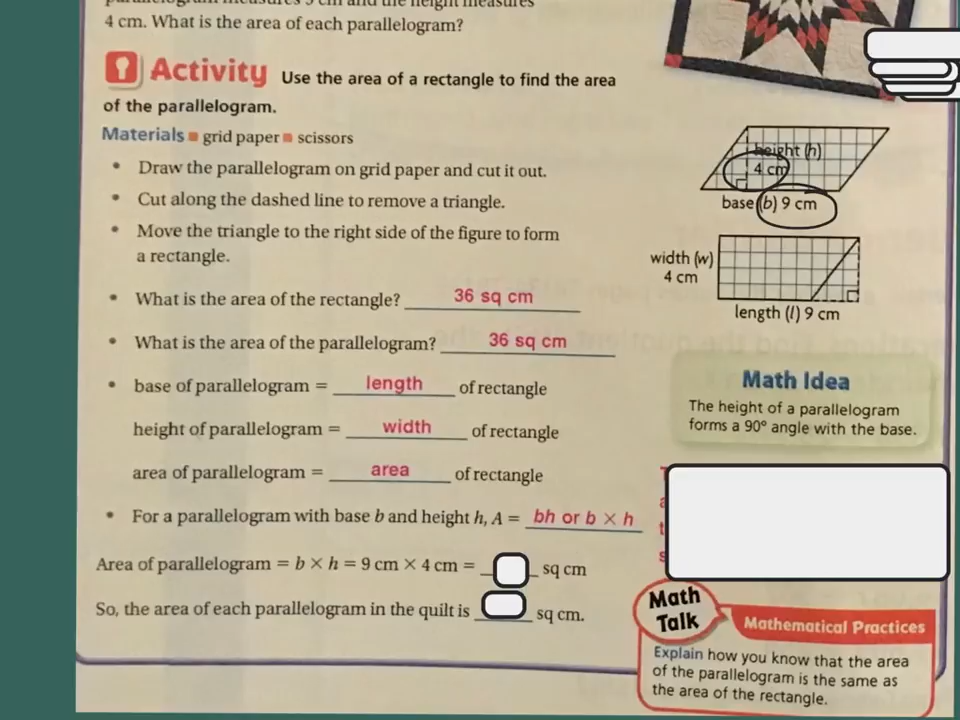 4 cm. What is the area of each parallelogram?
Activity Use the area of a rectangle to find the area
of the parallelogram.
Materials ■ grid paper ■ scissors
• Draw the parallelogram on grid paper and cut it out.
• Cut along the dashed line to remove a triangle.
• Move the triangle to the right side of the figure to form
a rectangle.
• What is the area of the rectangle? 36 sq cm
• What is the area of the parallelogram? 36 sq cm
• base of parallelogram = length of rectangle
height of parallelogram = width of rectangle
area of parallelogram = area of rectangle
• For a parallelogram with base b and height h, A = bh or b × h
Area of parallelogram = b × h = 9 cm × 4 cm = sq cm
So, the area of each parallelogram in the quilt is sq cm.
height (h)
4 cm
base (b) 9 cm
width (w)
4 cm
length (l) 9 cm
Math Idea
The height of a parallelogram
forms a 90° angle with the base.
Math
Talk
Mathematical Practices
Explain how you know that the area
of the parallelogram is the same as
the area of the rectangle.